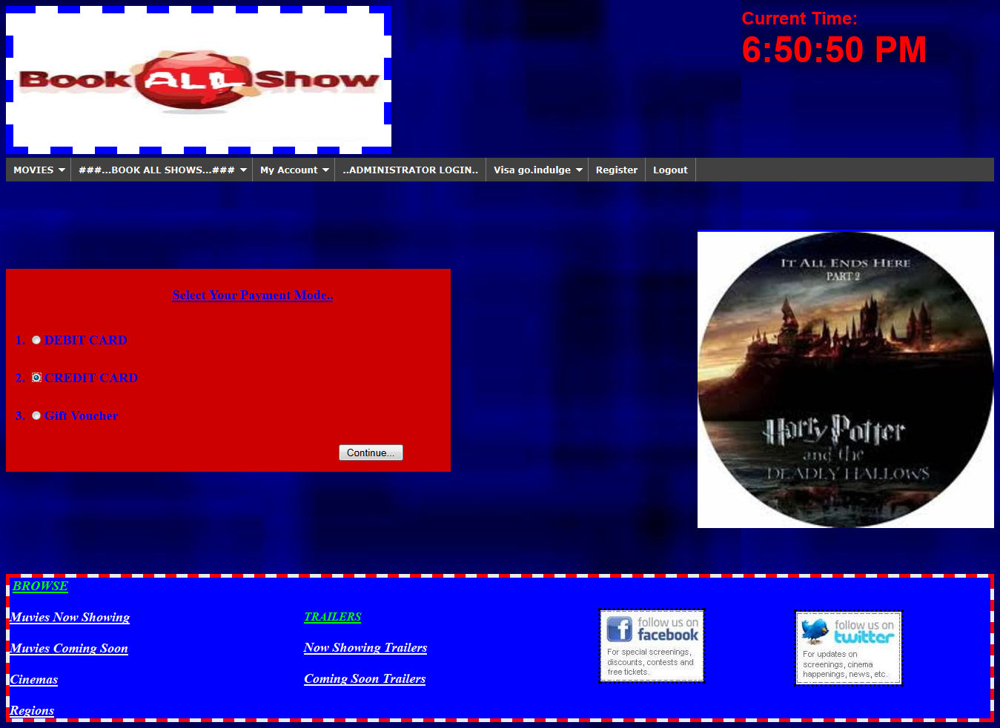 Book ALL Show
Current Time:
6:50:50 PM
MOVIES ###...BOOK ALL SHOWS...### My Account ..ADMINISTRATOR LOGIN.. Visa go.indulge Register Logout
IT ALL ENDS HERE
PART 2
Harry Potter
and the
DEADLY HALLOWS
Select Your Payment Mode..
1. DEBIT CARD
2. CREDIT CARD
3. Gift Voucher
Continue...
BROWSE
Muvies Now Showing
Muvies Coming Soon
Cinemas
Regions
TRAILERS
Now Showing Trailers
Coming Soon Trailers
follow us on
facebook
For special screenings,
discounts, contests and
free tickets.
follow us on
twitter
For updates on
screenings, cinema
happenings, news, etc.